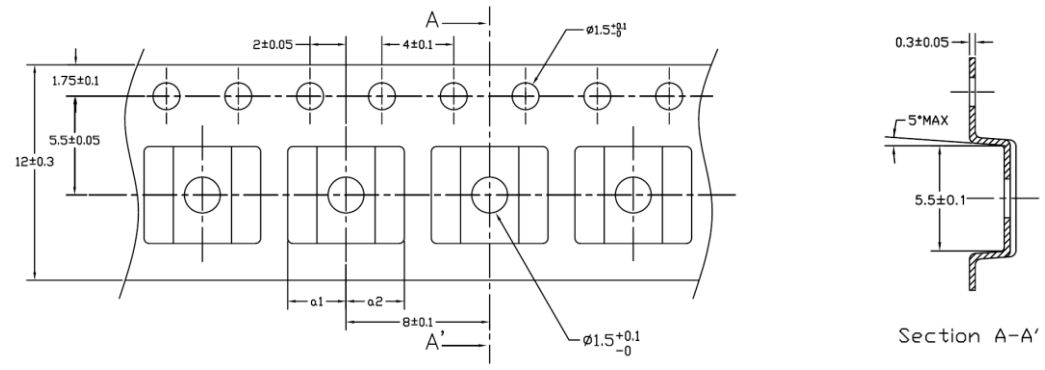 A
2±0.05
4±0.1
Ø1.5+0.1 -0
0.3±0.05
1.75±0.1
5.5±0.05
12±0.3
5°MAX
5.5±0.1
a1
a2
8±0.1
A'
Ø1.5+0.1 -0
Section A-A'